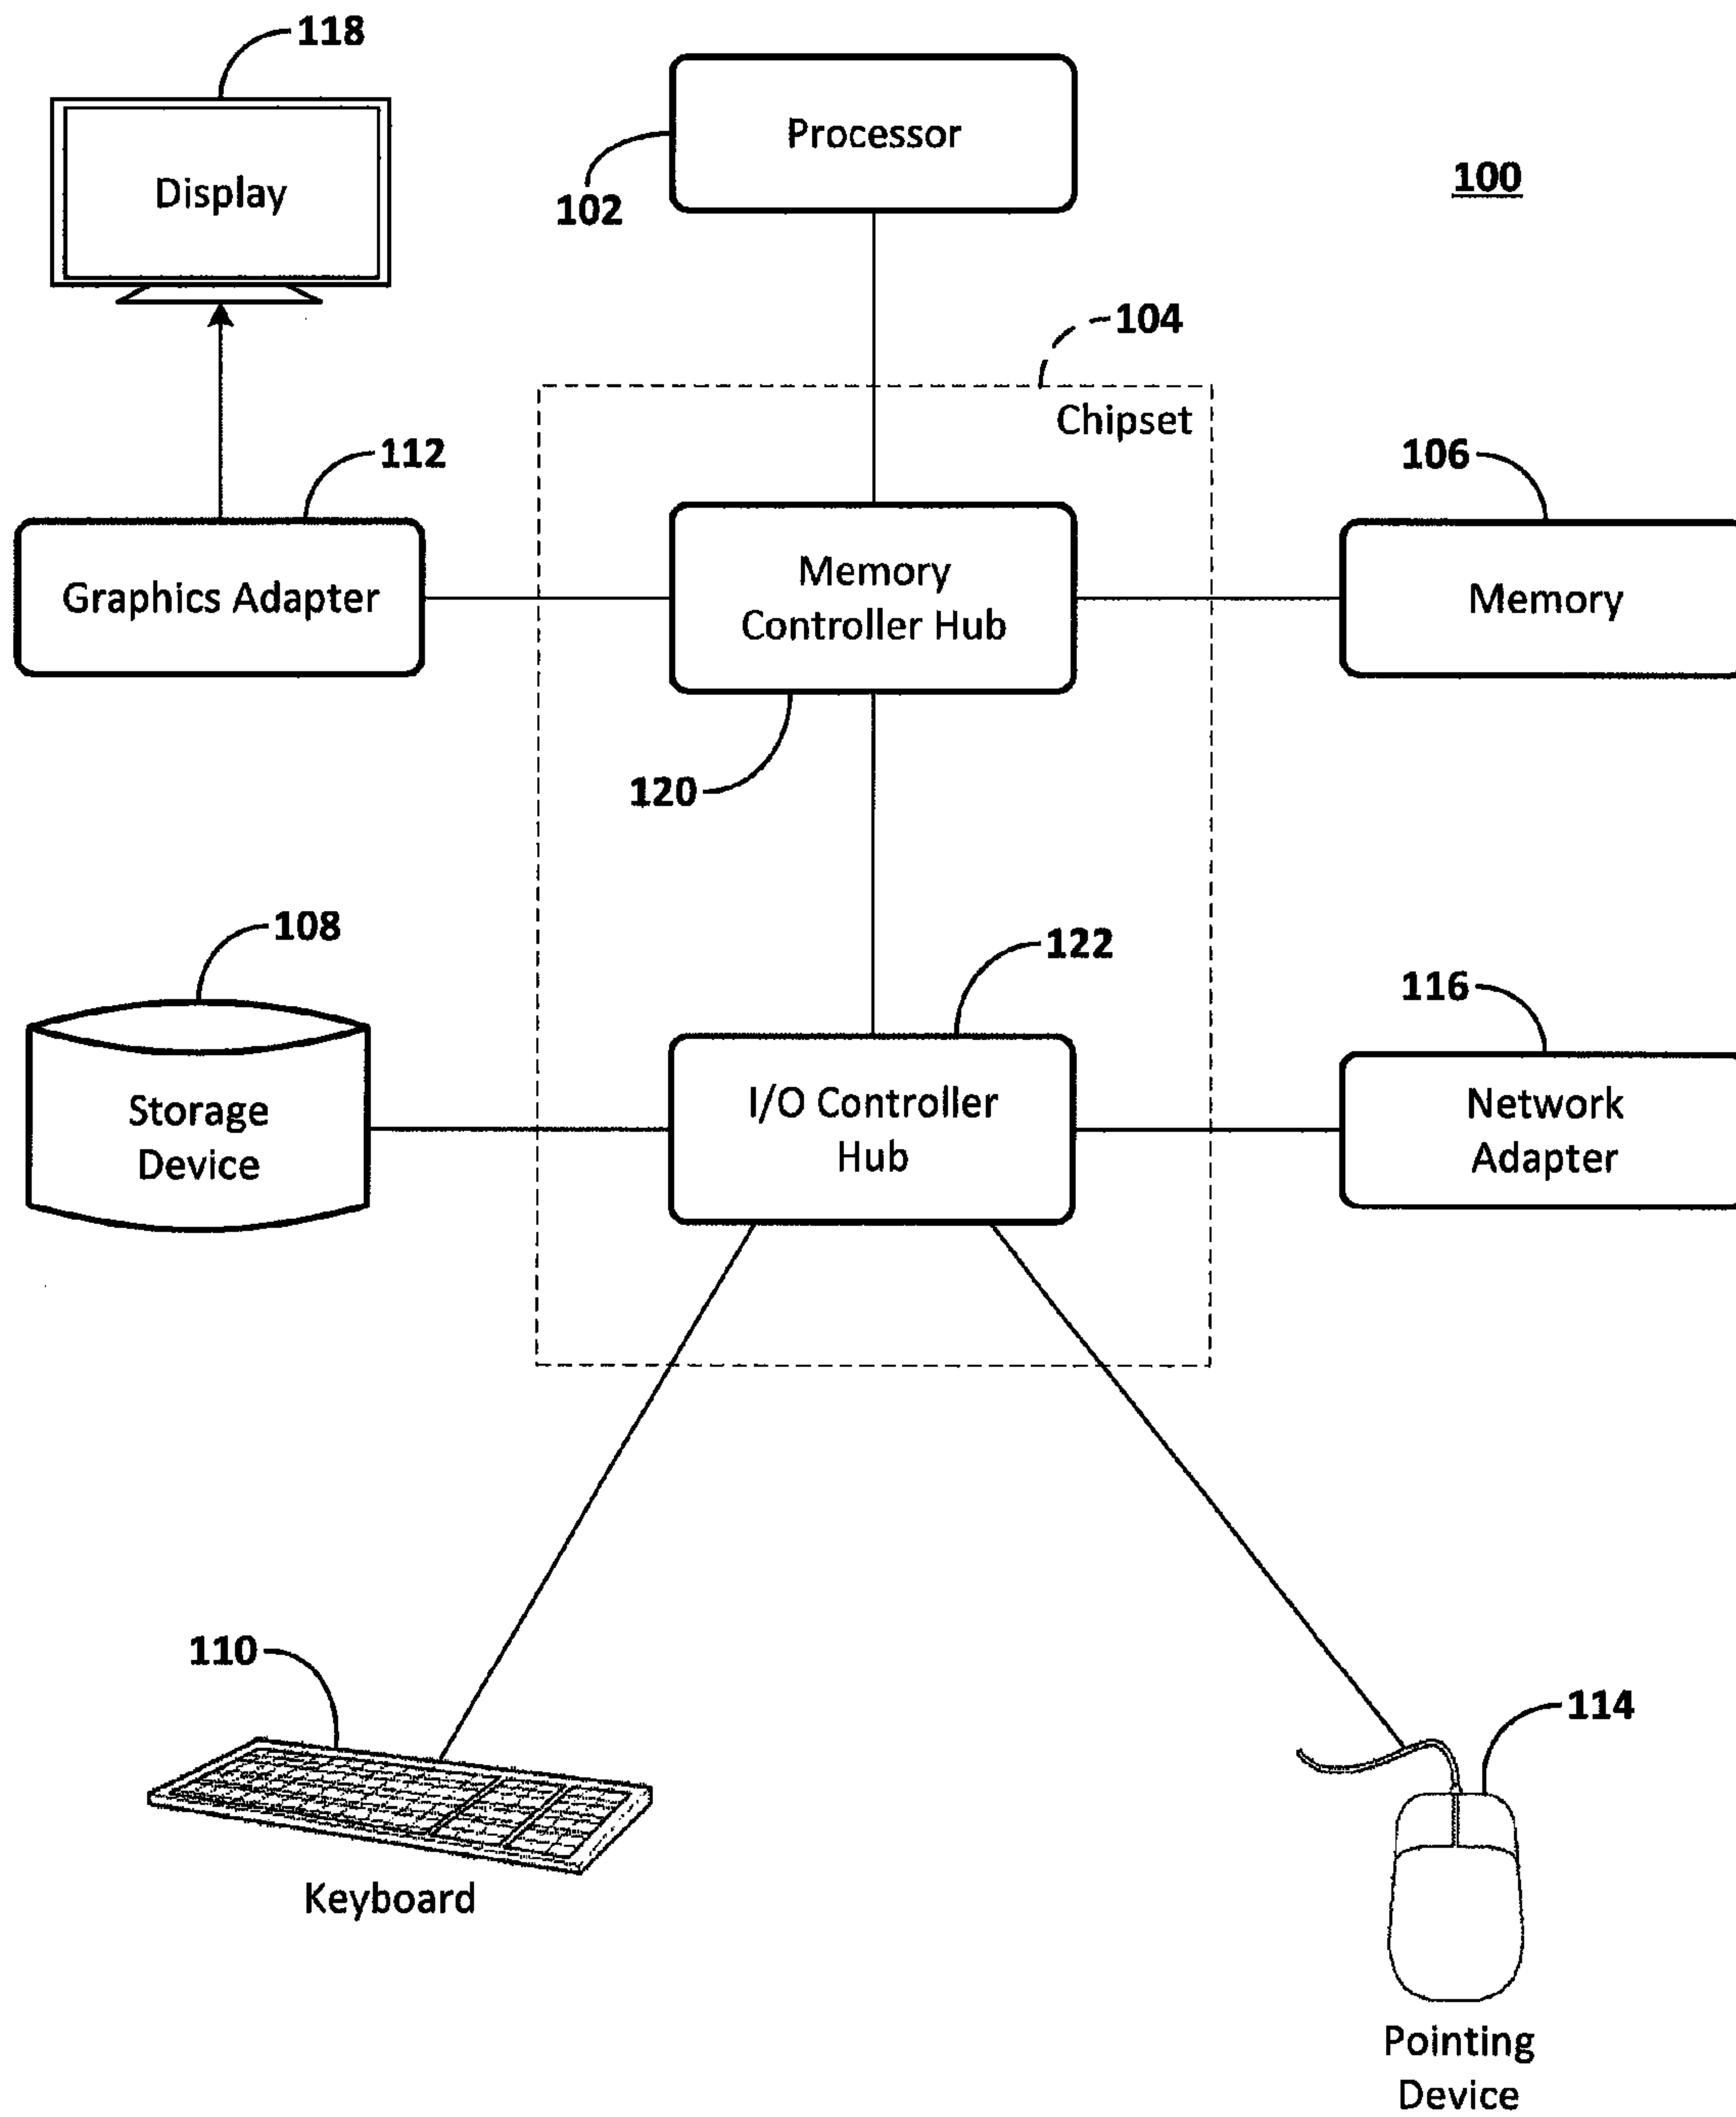 118
Processor
100
Display
102
104
Chipset
112
106
Graphics Adapter
Memory
Controller Hub
Memory
120
108
122
116
Storage
Device
I/O Controller
Hub
Network
Adapter
110
114
Keyboard
Pointing
Device